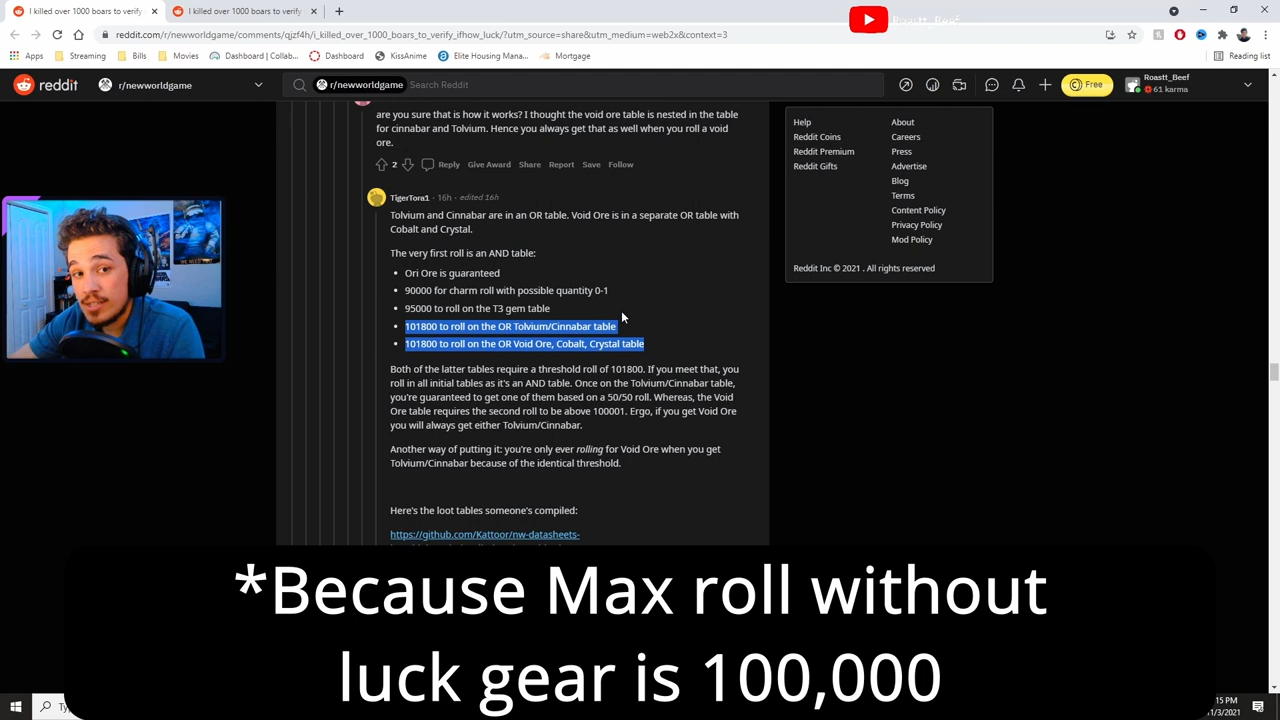 I killed over 1000 boars to verify
I killed over 1000 boars to verify
Roastt_Beef
reddit.com/r/newworldgame/comments/qjzf4h/i_killed_over_1000_boars_to_verify_ifhow_luck/?utm_source=share&utm_medium=web2x&context=3
Apps
Streaming
Bills
Movies
Dashboard | Collab...
Dashboard
KissAnime
Elite Housing Mana...
Mortgage
Reading list
reddit
r/newworldgame
r/newworldgame
Search Reddit
Free
Roastt_Beef
61 karma
are you sure that is how it works? I thought the void ore table is nested in the table
for cinnabar and Tolvium. Hence you always get that as well when you roll a void
ore.
2 Reply Give Award Share Report Save Follow
TigerTora1 · 16h · edited 16h
Tolvium and Cinnabar are in an OR table. Void Ore is in a separate OR table with
Cobalt and Crystal.
The very first roll is an AND table:
• Ori Ore is guaranteed
• 90000 for charm roll with possible quantity 0-1
• 95000 to roll on the T3 gem table
• 101800 to roll on the OR Tolvium/Cinnabar table
• 101800 to roll on the OR Void Ore, Cobalt, Crystal table
Both of the latter tables require a threshold roll of 101800. If you meet that, you
roll in all initial tables as it's an AND table. Once on the Tolvium/Cinnabar table,
you're guaranteed to get one of them based on a 50/50 roll. Whereas, the Void
Ore table requires the second roll to be above 100001. Ergo, if you get Void Ore
you will always get either Tolvium/Cinnabar.
Another way of putting it: you're only ever rolling for Void Ore when you get
Tolvium/Cinnabar because of the identical threshold.
Here's the loot tables someone's compiled:
https://github.com/Kattoor/nw-datasheets-
Help
About
Reddit Coins
Careers
Reddit Premium
Press
Reddit Gifts
Advertise
Blog
Terms
Content Policy
Privacy Policy
Mod Policy
Reddit Inc © 2021 . All rights reserved
*Because Max roll without
luck gear is 100,000
:15 PM
11/3/2021